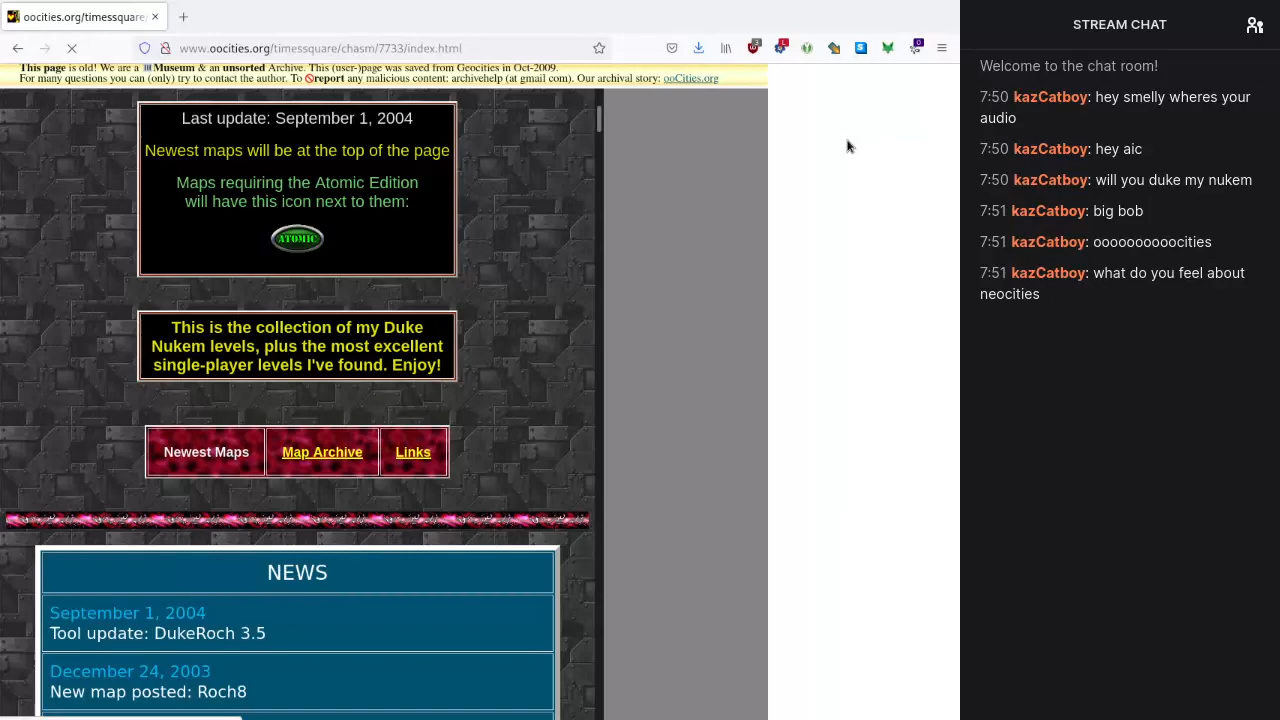 oocities.org/timessquare/
www.oocities.org/timessquare/chasm/7733/index.html
This page is old! We are a Museum & an unsorted Archive. This (user-)page was saved from Geocities in Oct-2009.
For many questions you can (only) try to contact the author. To report any malicious content: archivehelp (at gmail com). Our archival story: ooCities.org
Last update: September 1, 2004
Newest maps will be at the top of the page
Maps requiring the Atomic Edition
will have this icon next to them:
ATOMIC
This is the collection of my Duke
Nukem levels, plus the most excellent
single-player levels I've found. Enjoy!
Newest Maps Map Archive Links
NEWS
September 1, 2004
Tool update: DukeRoch 3.5
December 24, 2003
New map posted: Roch8
STREAM CHAT
Welcome to the chat room!
7:50 kazCatboy: hey smelly wheres your
audio
7:50 kazCatboy: hey aic
7:50 kazCatboy: will you duke my nukem
7:51 kazCatboy: big bob
7:51 kazCatboy: oooooooooocities
7:51 kazCatboy: what do you feel about
neocities